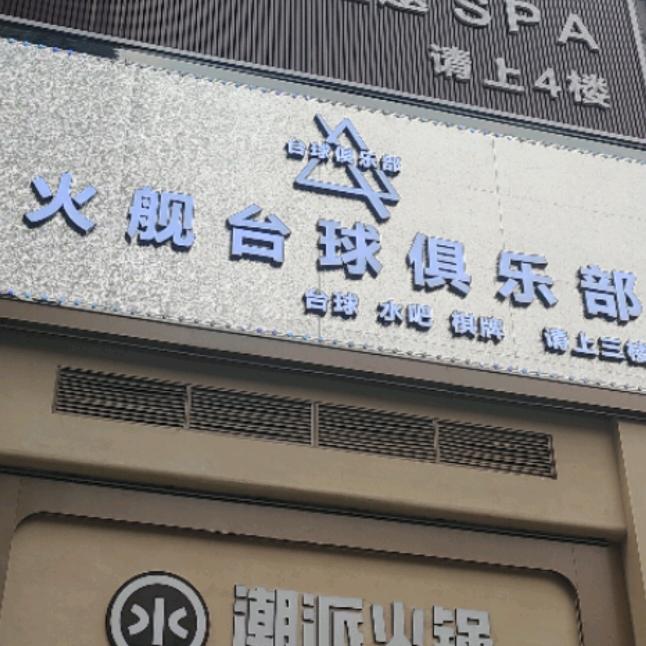 SPA
请上4楼
台球俱乐部
火舰台球俱乐部
台球 水吧 棋牌 请上三楼
水 潮派火锅